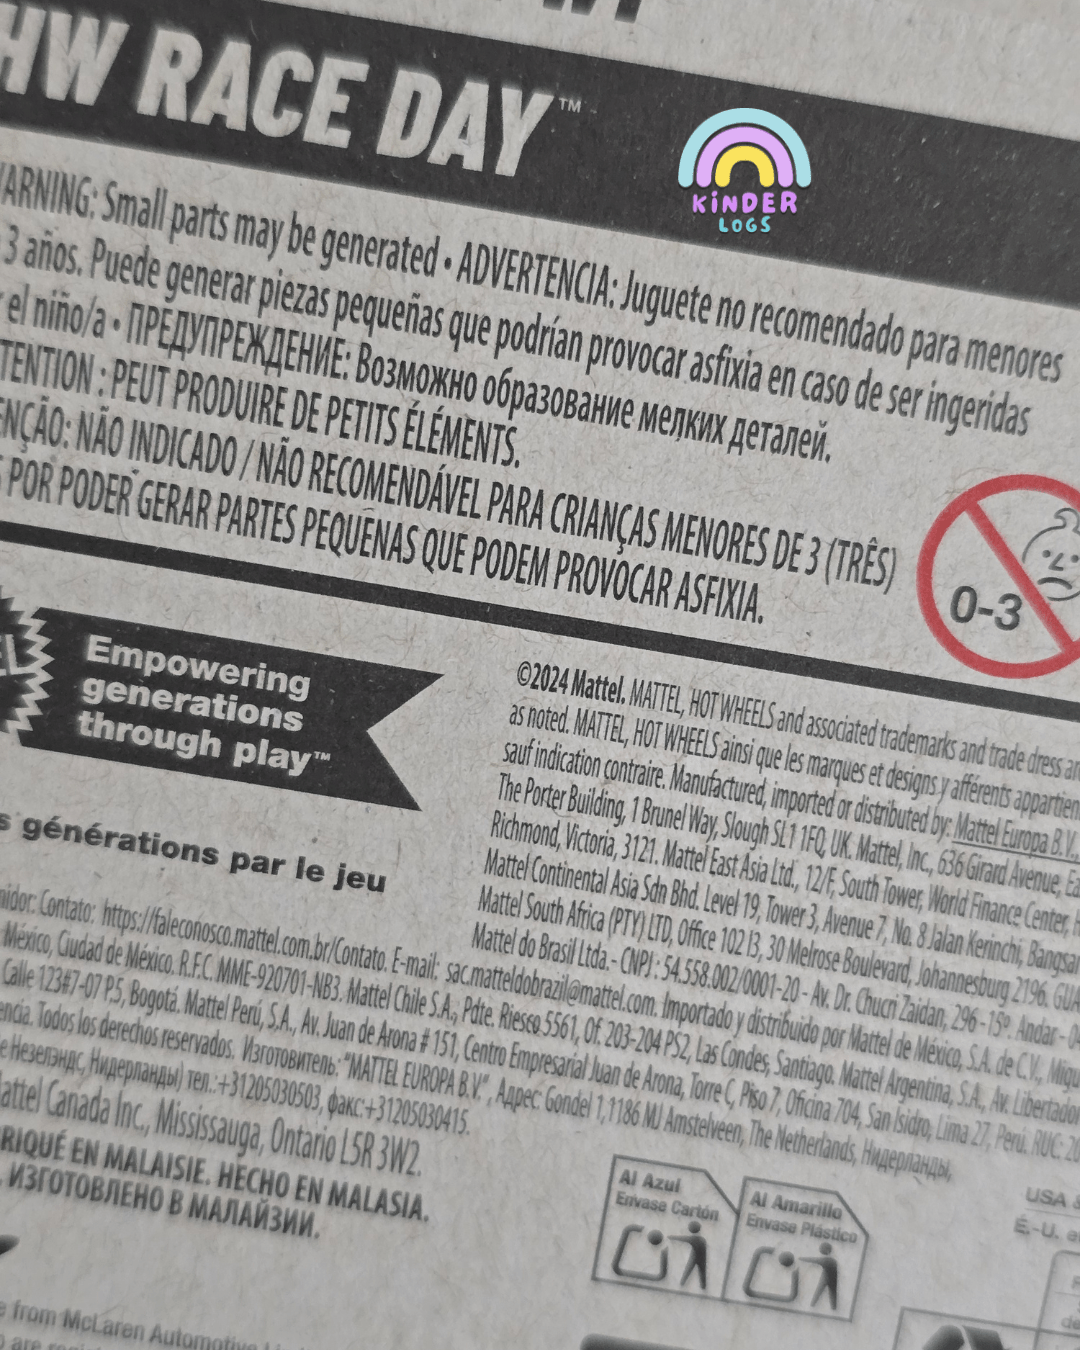 HW RACE DAY™
KiNDER
LOGS
WARNING: Small parts may be generated • ADVERTENCIA: Juguete no recomendado para menores
3 años. Puede generar piezas pequeñas que podrían provocar asfixia en caso de ser ingeridas
el niño/a • ПРЕДУПРЕЖДЕНИЕ: Возможно образование мелких деталей.
TENTION : PEUT PRODUIRE DE PETITS ÉLÉMENTS.
ENÇÃO: NÃO INDICADO / NÃO RECOMENDÁVEL PARA CRIANÇAS MENORES DE 3 (TRÊS)
POR PODER GERAR PARTES PEQUENAS QUE PODEM PROVOCAR ASFIXIA.
0-3
Empowering
generations
through play™
s générations par le jeu
©2024 Mattel. MATTEL, HOT WHEELS and associated trademarks and trade dress
as noted. MATTEL, HOT WHEELS ainsi que les marques et designs y afférents appartien
sauf indication contraire. Manufactured, imported or distributed by: Mattel Europa B.V.,
The Porter Building, 1 Brunel Way, Slough SL1 1FQ, UK. Mattel, Inc., 636 Girard Avenue,
Richmond, Victoria, 3121. Mattel East Asia Ltd., 12/F, South Tower, World Finance Center,
Mattel Continental Asia Sdn Bhd. Level 19, Tower 3, Avenue 7, No. 8 Jalan Kerinchi, Bangsar
Mattel South Africa (PTY) LTD, Office 102 I3, 30 Melrose Boulevard, Johannesburg 2196.
Mattel do Brasil Ltda.- CNPJ : 54.558.002/0001-20 - Av. Dr. Chucri Zaidan, 296 -15º. Andar -
nidor: Contato: https://faleconosco.mattel.com.br/Contato. E-mail: sac.matteldobrazil@mattel.com. Importado y distribuido por Mattel de México, S.A. de C.V.,
México, Ciudad de México. R.F.C. MME-920701-NB3. Mattel Chile S.A., Pdte. Riesco 5561, Of. 203-204 PS2, Las Condes, Santiago. Mattel Argentina, S.A., Av. Libertador
Calle 123#7-07 P.5, Bogotá. Mattel Perú, S.A., Av. Juan de Arona # 151, Centro Empresarial Juan de Arona, Torre C, Piso 7, Oficina 704, San Isidro, Lima 27, Perú. RUC:
encia. Todos los derechos reservados. Изготовитель: "MATTEL EUROPA B.V.", Адрес: Gondel 1, 1186 MJ Amstelveen, The Netherlands, Нидерланды,
е Незелэндс, Нидерланды) тел.:+31205030503, факс:+31205030415.
Mattel Canada Inc., Mississauga, Ontario L5R 3W2.
RIQUÉ EN MALAISIE. HECHO EN MALASIA.
ИЗГОТОВЛЕНО В МАЛАЙЗИИ.
Al Azul
Envase Cartón
Al Amarillo
Envase Plástico
USA
É.-U.
from McLaren Automotive
are